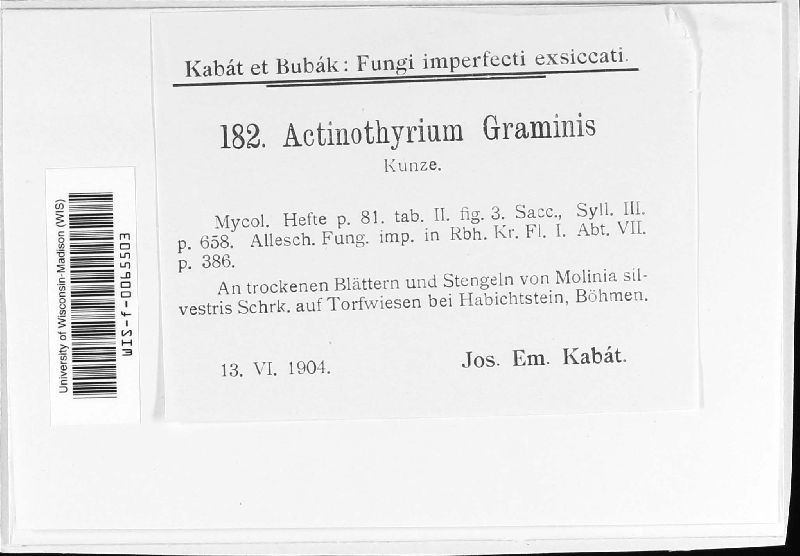 Kabát et Bubák: Fungi imperfecti exsiccati.
182. Actinothyrium Graminis
Kunze.
Mycol. Hefte p. 81. tab. II. fig. 3. Sacc., Syll. III.
p. 658. Allesch. Fung. imp. in Rbh. Kr. Fl. I. Abt. VII.
p. 386.
An trockenen Blättern und Stengeln von Molinia sil-
vestris Schrk. auf Torfwiesen bei Habichtstein, Böhmen.
13. VI. 1904.
Jos. Em. Kabát.
University of Wisconsin-Madison (WIS)
WIS-f-0065503